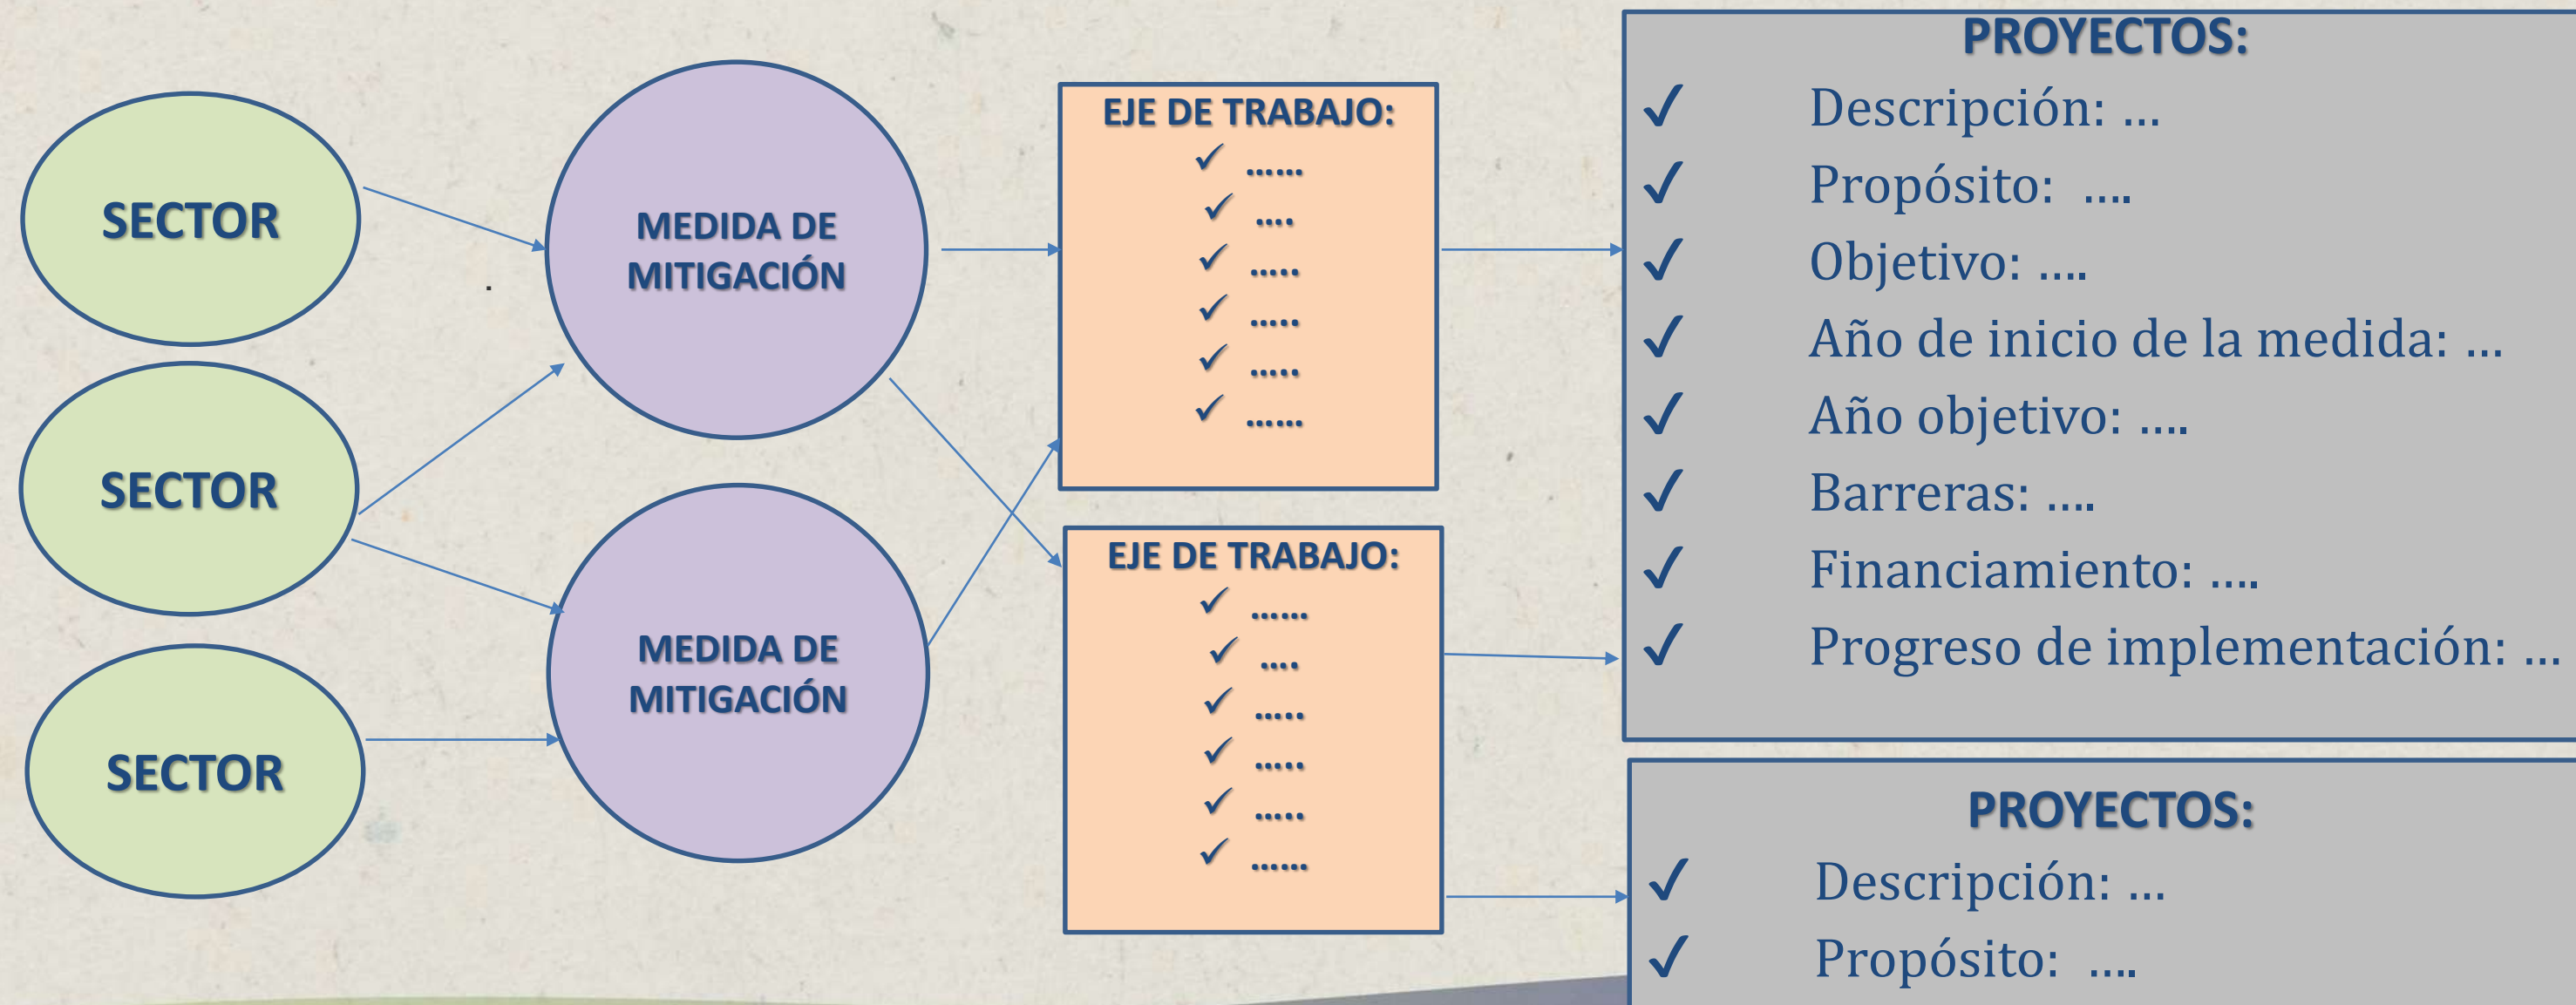 SECTOR
SECTOR
SECTOR
MEDIDA DE
MITIGACIÓN
MEDIDA DE
MITIGACIÓN
EJE DE TRABAJO:
✓ ......
✓ ....
✓ .....
✓ .....
✓ .....
✓ ......
EJE DE TRABAJO:
✓ ......
✓ ....
✓ .....
✓ .....
✓ .....
✓ ......
PROYECTOS:
✓ Descripción: ...
✓ Propósito: ....
✓ Objetivo: ....
✓ Año de inicio de la medida: ...
✓ Año objetivo: ....
✓ Barreras: ....
✓ Financiamiento: ....
✓ Progreso de implementación: ...
PROYECTOS:
✓ Descripción: ...
✓ Propósito: ....